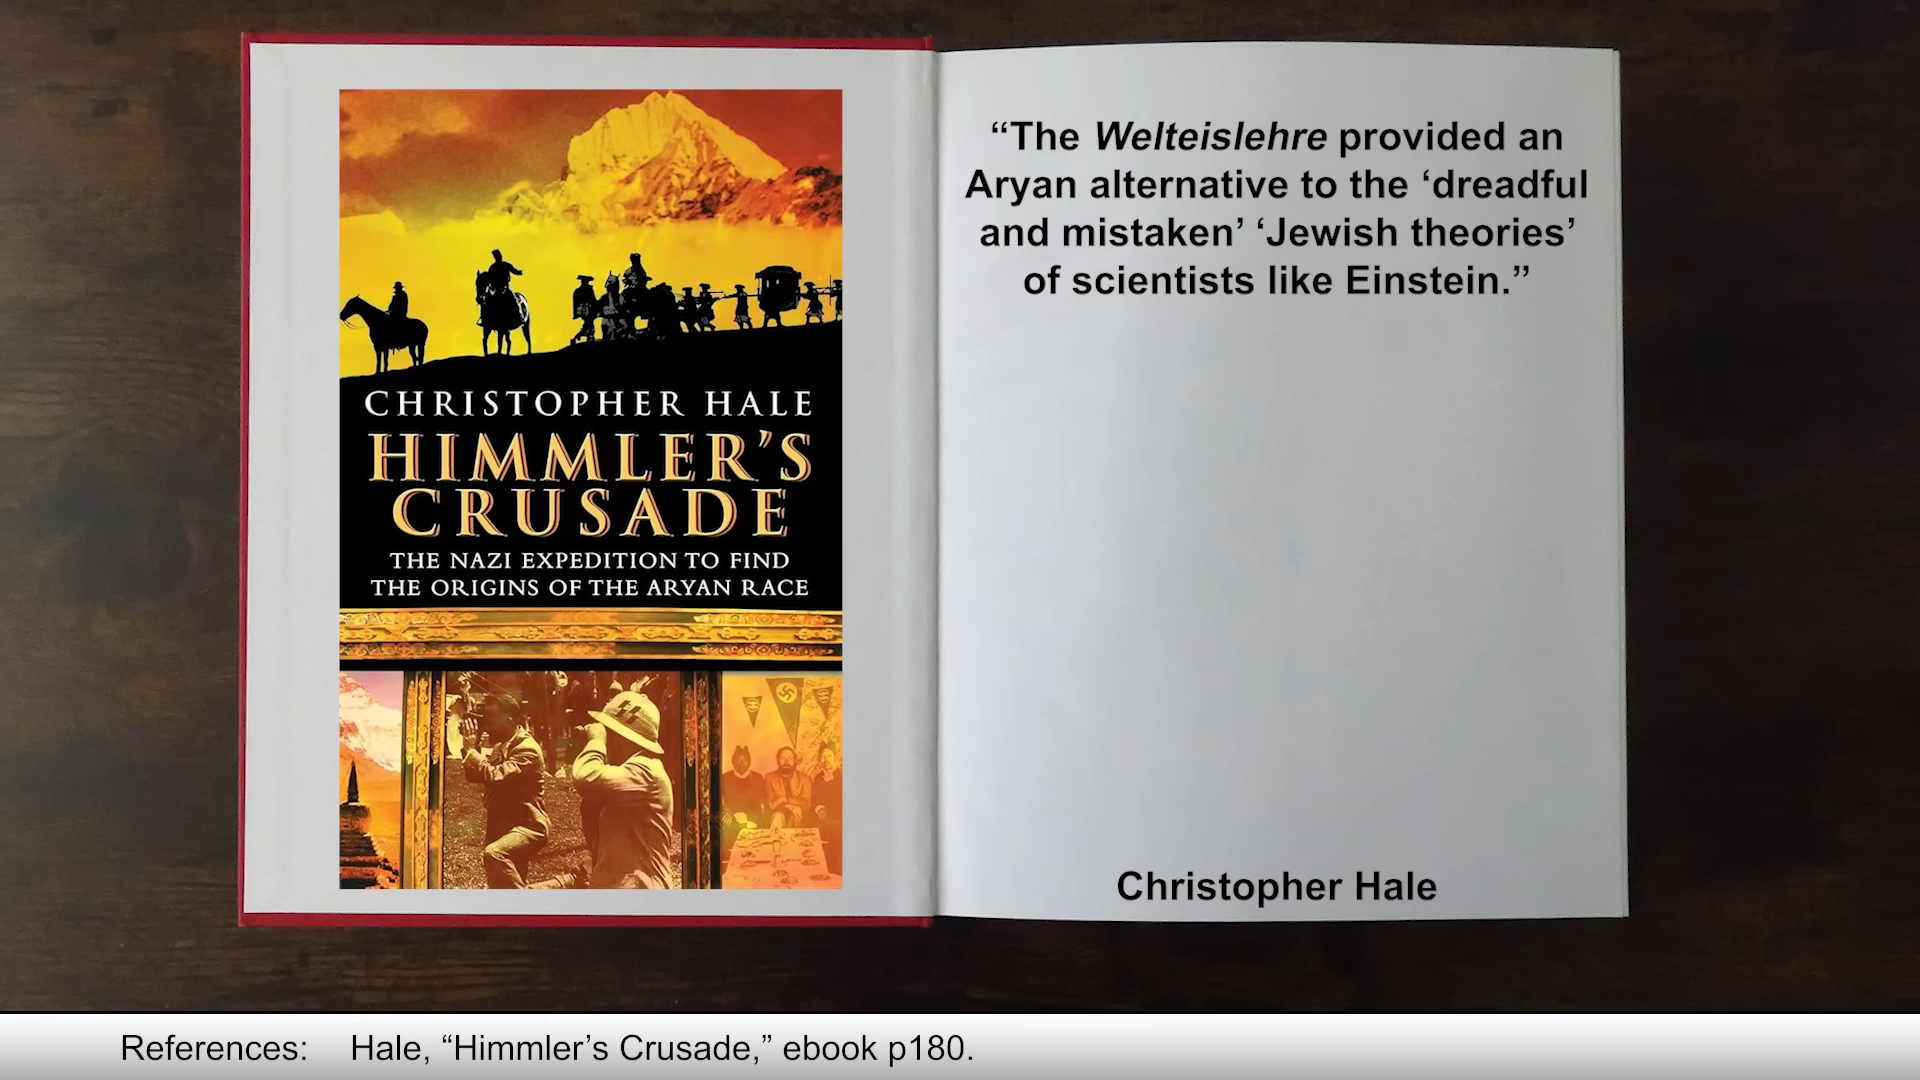 CHRISTOPHER HALE
HIMMLER’S
CRUSADE
THE NAZI EXPEDITION TO FIND
THE ORIGINS OF THE ARYAN RACE
“The Welteislehre provided an
Aryan alternative to the ‘dreadful
and mistaken’ ‘Jewish theories’
of scientists like Einstein.”
Christopher Hale
References: Hale, “Himmler’s Crusade,” ebook p180.